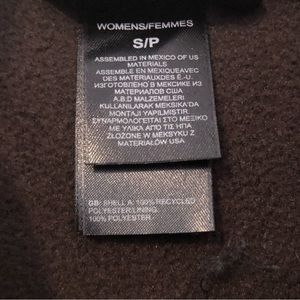 WOMENS/FEMMES
S/P
ASSEMBLED IN MEXICO OF US
MATERIALS
ASSEMBLE EN MEXIQUEAVEC
DES MATERIAUXDES É.-U.
ИЗГОТОВЛЕНО В МЕКСИКЕ ИЗ
МАТЕРИАЛОВ США
A.B.D MALZEMELERI
KULLANILARAK MEKSIKA'DA
MONTAJI YAPILMISTIR
ΣΥΝΑΡΜΟΛΟΓΕΙΤΑΙ ΣΤΟ ΜΕΞΙΚΟ
ΜΕ ΥΛΙΚΑ ΑΠΟ ΤΙΣ ΗΠΑ
ZŁOŻONE W MEKSYKU Z
MATERIAŁÓW USA
GB: SHELL A: 100% RECYCLED
POLYESTER/LINING:
100% POLYESTER